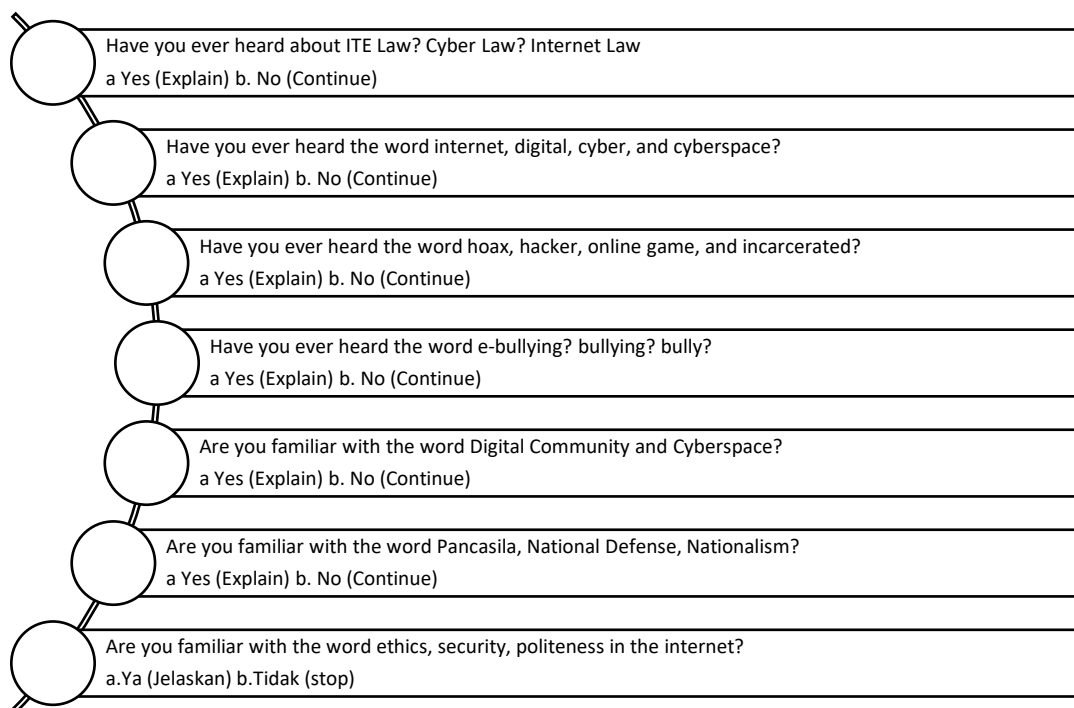 Have you ever heard about ITE Law? Cyber Law? Internet Law
a Yes (Explain) b. No (Continue)
Have you ever heard the word internet, digital, cyber, and cyberspace?
a Yes (Explain) b. No (Continue)
Have you ever heard the word hoax, hacker, online game, and incarcerated?
a Yes (Explain) b. No (Continue)
Have you ever heard the word e-bullying? bullying? bully?
a Yes (Explain) b. No (Continue)
Are you familiar with the word Digital Community and Cyberspace?
a Yes (Explain) b. No (Continue)
Are you familiar with the word Pancasila, National Defense, Nationalism?
a Yes (Explain) b. No (Continue)
Are you familiar with the word ethics, security, politeness in the internet?
a.Ya (Jelaskan) b.Tidak (stop)